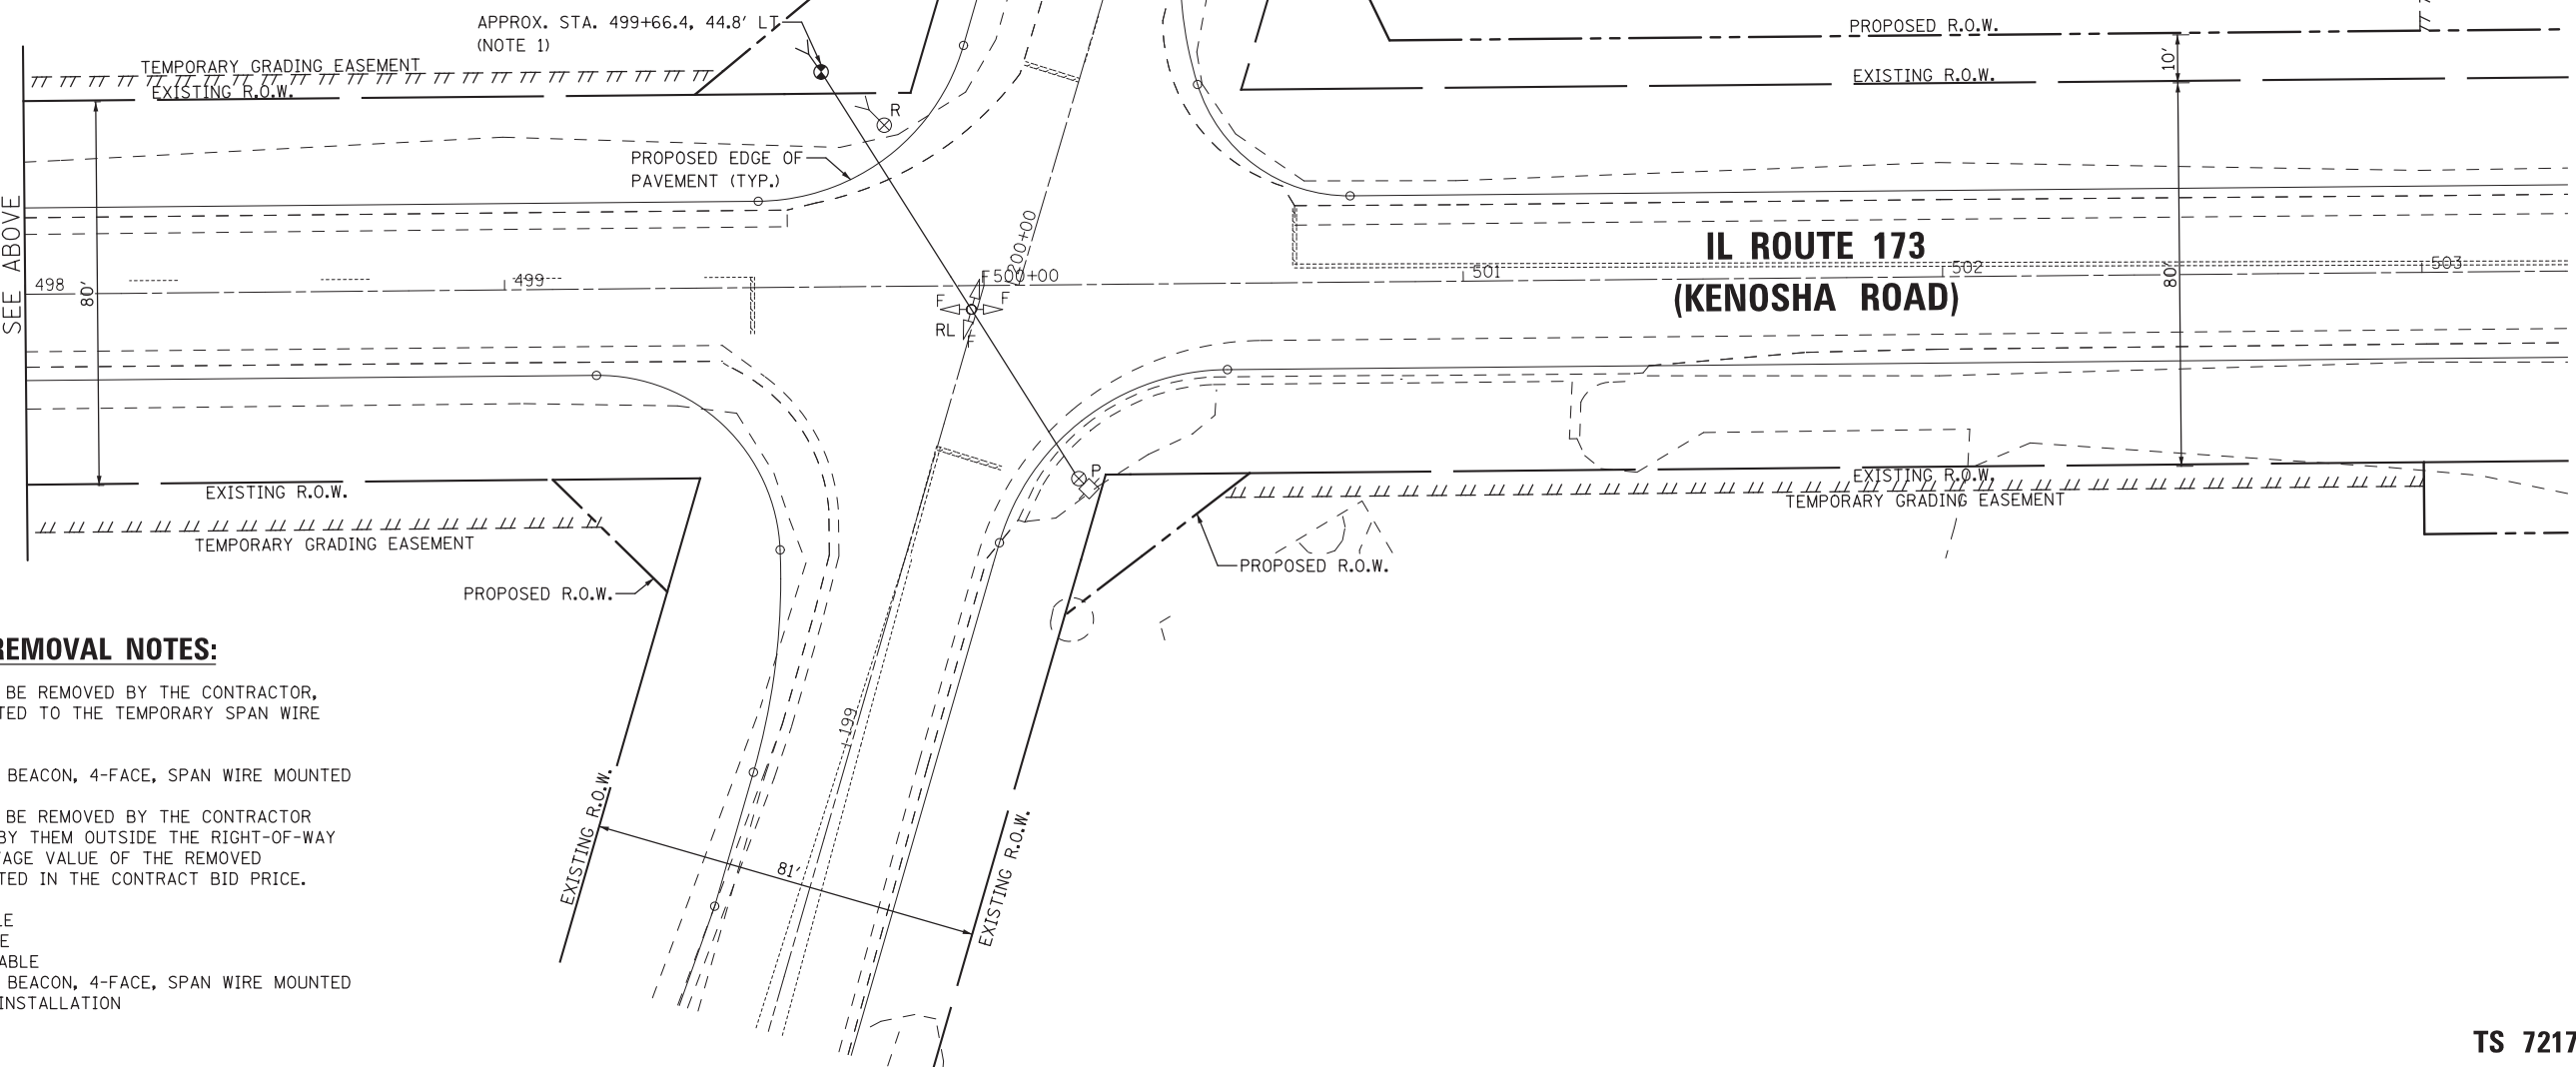 APPROX. STA. 499+66.4, 44.8' LT
(NOTE 1)
PROPOSED R.O.W.
10'
TEMPORARY GRADING EASEMENT
EXISTING R.O.W.
EXISTING R.O.W.
R
PROPOSED EDGE OF
PAVEMENT (TYP.)
SEE ABOVE
80'
498
499
200+00
500+00
501
502
503
IL ROUTE 173
(KENOSHA ROAD)
80'
F
F
F
RL
F
P
EXISTING R.O.W.
TEMPORARY GRADING EASEMENT
EXISTING R.O.W.
TEMPORARY GRADING EASEMENT
PROPOSED R.O.W.
PROPOSED R.O.W.
REMOVAL NOTES:
BE REMOVED BY THE CONTRACTOR,
TED TO THE TEMPORARY SPAN WIRE
BEACON, 4-FACE, SPAN WIRE MOUNTED
BE REMOVED BY THE CONTRACTOR
BY THEM OUTSIDE THE RIGHT-OF-WAY
AGE VALUE OF THE REMOVED
TED IN THE CONTRACT BID PRICE.
LE
E
ABLE
BEACON, 4-FACE, SPAN WIRE MOUNTED
INSTALLATION
199
EXISTING R.O.W.
81'
EXISTING R.O.W.
TS 7217